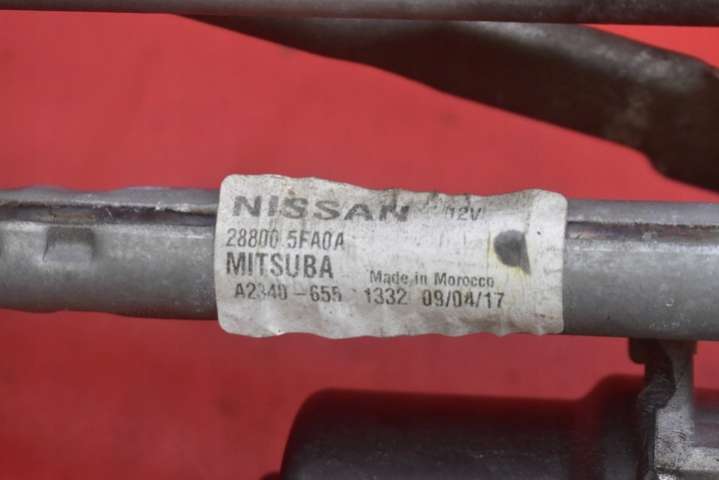 NISSAN 12V
28800 5FA0A
MITSUBA Made in Morocco
A2340-655 1332 09/04/17